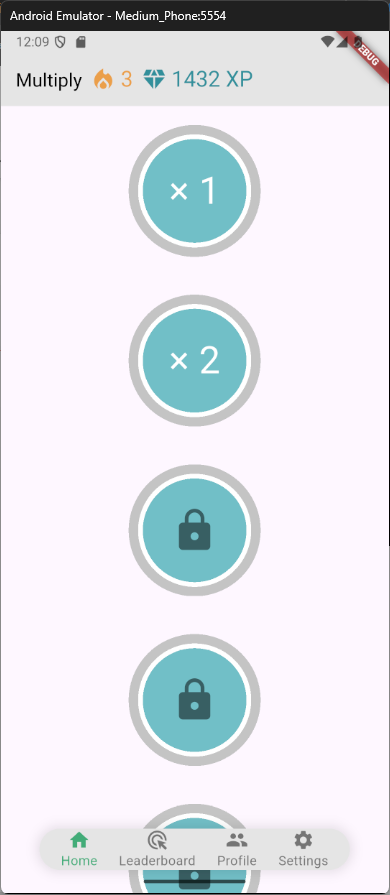 Android Emulator - Medium_Phone:5554
12:09
DEBUG
Multiply 3 1432 XP
× 1
× 2
Home Leaderboard Profile Settings